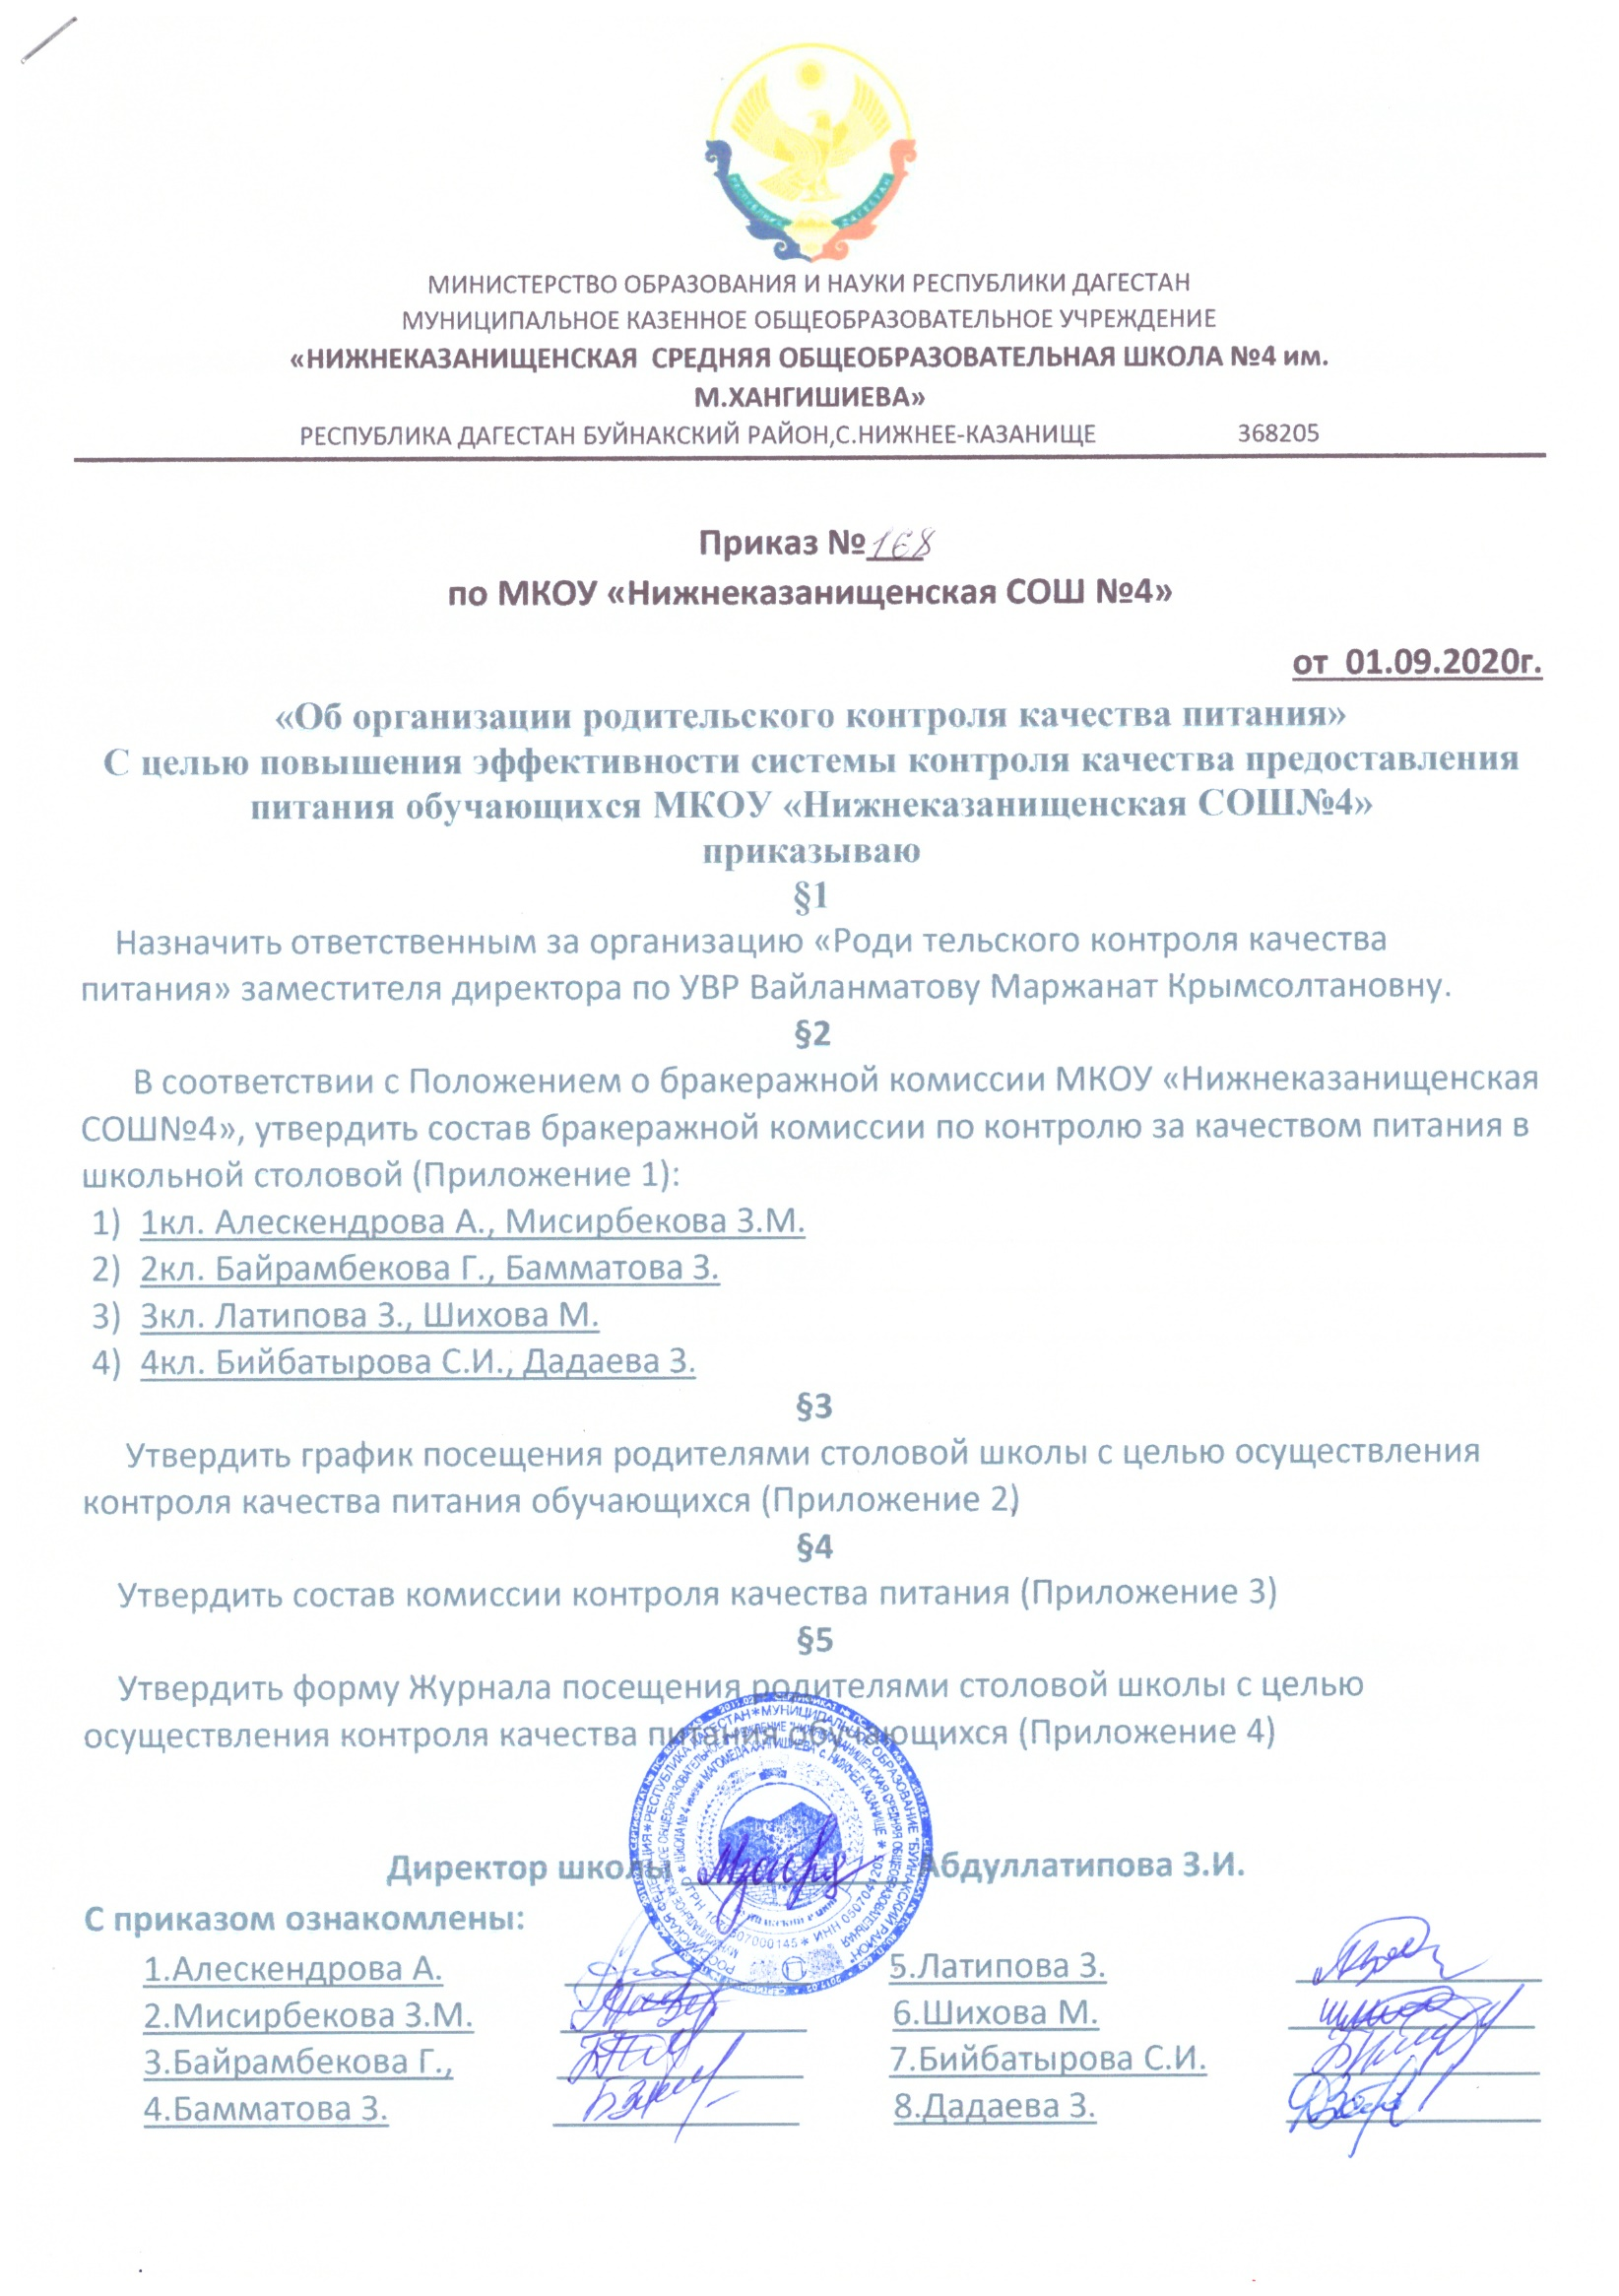 РЕСПУБЛИКА ДАГЕСТАН
МИНИСТЕРСТВО ОБРАЗОВАНИЯ И НАУКИ РЕСПУБЛИКИ ДАГЕСТАН
МУНИЦИПАЛЬНОЕ КАЗЕННОЕ ОБЩЕОБРАЗОВАТЕЛЬНОЕ УЧРЕЖДЕНИЕ
«НИЖНЕКАЗАНИЩЕНСКАЯ СРЕДНЯЯ ОБЩЕОБРАЗОВАТЕЛЬНАЯ ШКОЛА №4 им.
М.ХАНГИШИЕВА»
РЕСПУБЛИКА ДАГЕСТАН БУЙНАКСКИЙ РАЙОН,С.НИЖНЕЕ-КАЗАНИЩЕ 368205
Приказ №168
по МКОУ «Нижнеказанищенская СОШ №4»
от 01.09.2020г.
«Об организации родительского контроля качества питания»
С целью повышения эффективности системы контроля качества предоставления
питания обучающихся МКОУ «Нижнеказанищенская СОШ№4»
приказываю
§1
Назначить ответственным за организацию «Роди тельского контроля качества
питания» заместителя директора по УВР Вайланматову Маржанат Крымсолтановну.
§2
В соответствии с Положением о бракеражной комиссии МКОУ «Нижнеказанищенская
СОШ№4», утвердить состав бракеражной комиссии по контролю за качеством питания в
школьной столовой (Приложение 1):
1) 1кл. Алескендрова А., Мисирбекова З.М.
2) 2кл. Байрамбекова Г., Бамматова З.
3) 3кл. Латипова З., Шихова М.
4) 4кл. Бийбатырова С.И., Дадаева З.
§3
Утвердить график посещения родителями столовой школы с целью осуществления
контроля качества питания обучающихся (Приложение 2)
§4
Утвердить состав комиссии контроля качества питания (Приложение 3)
§5
Утвердить форму Журнала посещения родителями столовой школы с целью
осуществления контроля качества питания обучающихся (Приложение 4)
Директор школы Абдуллатипова З.И.
С приказом ознакомлены:
1.Алескендрова А. 5.Латипова З.
2.Мисирбекова З.М. 6.Шихова М.
3.Байрамбекова Г., 7.Бийбатырова С.И.
4.Бамматова З. 8.Дадаева З.